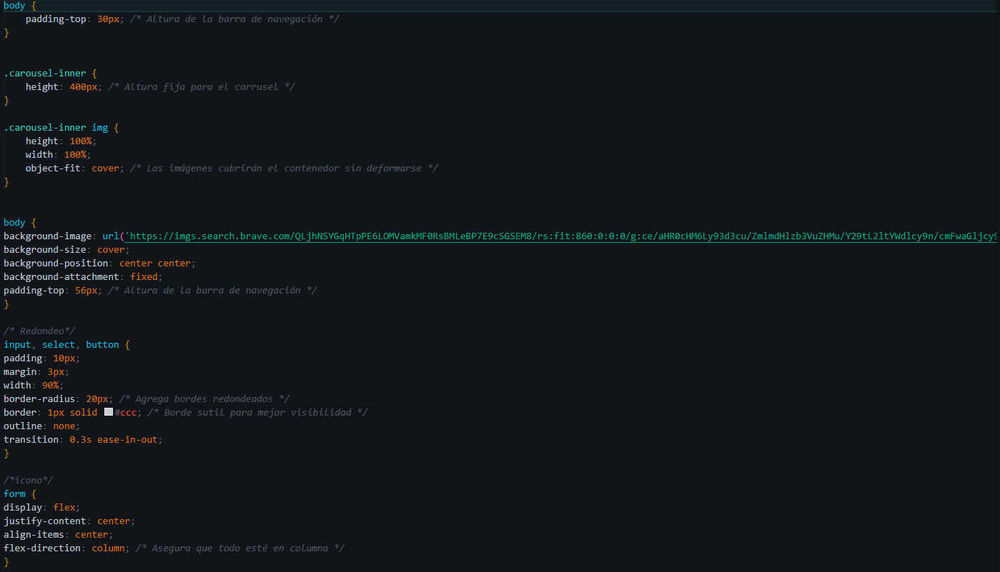 body {
    padding-top: 30px; /* Altura de la barra de navegación */
}
.carousel-inner {
    height: 400px; /* Altura fija para el carrusel */
}
.carousel-inner img {
    height: 100%;
    width: 100%;
    object-fit: cover; /* Las imágenes cubrirán el contenedor sin deformarse */
}
body {
background-image: url('https://imgs.search.brave.com/QLjhNSYGqHTpPE6LOMVamkMF0RsBMLeBP7E9cSGSEM8/rs:fit:860:0:0:0/g:ce/aHR0cHM6Ly93d3cu/ZmlmdHlzb3VuZHMu/Y29tL2ltYWdlcy9n/cmFwaGljcy9
background-size: cover;
background-position: center center;
background-attachment: fixed;
padding-top: 56px; /* Altura de la barra de navegación */
}
/* Redondeo*/
input, select, button {
padding: 10px;
margin: 3px;
width: 90%;
border-radius: 20px; /* Agrega bordes redondeados */
border: 1px solid #ccc; /* Borde sutil para mejor visibilidad */
outline: none;
transition: 0.3s ease-in-out;
}
/*icono*/
form {
display: flex;
justify-content: center;
align-items: center;
flex-direction: column; /* Asegura que todo esté en columna */
}